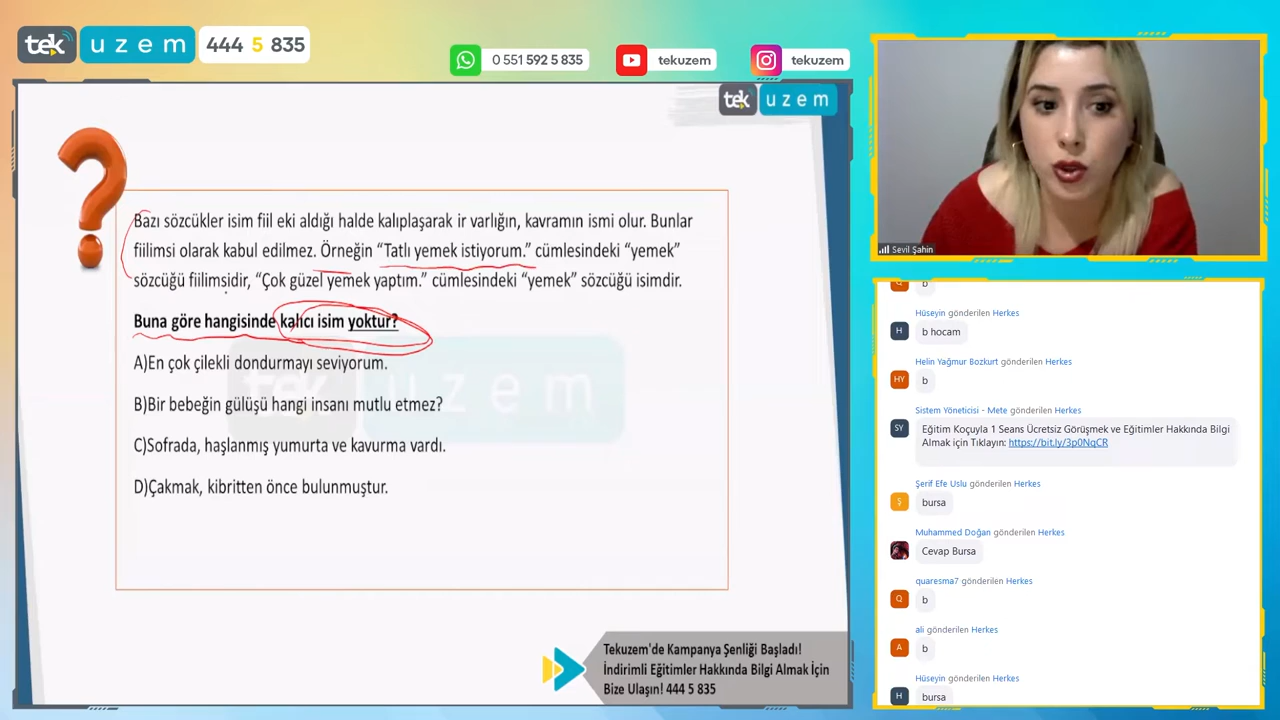 tek uzem 444 5 835
0 551 592 5 835
tekuzem
tekuzem
tek uzem
Bazı sözcükler isim fiil eki aldığı halde kalıplaşarak ir varlığın, kavramın ismi olur. Bunlar
fiilimsi olarak kabul edilmez. Örneğin “Tatlı yemek istiyorum.” cümlesindeki “yemek”
sözcüğü fiilimsidir, “Çok güzel yemek yaptım.” cümlesindeki “yemek” sözcüğü isimdir.
Buna göre hangisinde kalıcı isim yoktur?
A)En çok çilekli dondurmayı seviyorum.
B)Bir bebeğin gülüşü hangi insanı mutlu etmez?
C)Sofrada, haşlanmış yumurta ve kavurma vardı.
D)Çakmak, kibritten önce bulunmuştur.
tek uzem
Tekuzem'de Kampanya Şenliği Başladı!
İndirimli Eğitimler Hakkında Bilgi Almak İçin
Bize Ulaşın! 444 5 835
Sevil Şahin
Q b
Hüseyin gönderilen Herkes
H b hocam
Helin Yağmur Bozkurt gönderilen Herkes
HY b
Sistem Yöneticisi - Mete gönderilen Herkes
SY Eğitim Koçuyla 1 Seans Ücretsiz Görüşmek ve Eğitimler Hakkında Bilgi
Almak için Tıklayın: https://bit.ly/3p0NqCR
Şerif Efe Uslu gönderilen Herkes
Ş bursa
Muhammed Doğan gönderilen Herkes
Cevap Bursa
quaresma7 gönderilen Herkes
Q b
ali gönderilen Herkes
A b
Hüseyin gönderilen Herkes
H bursa